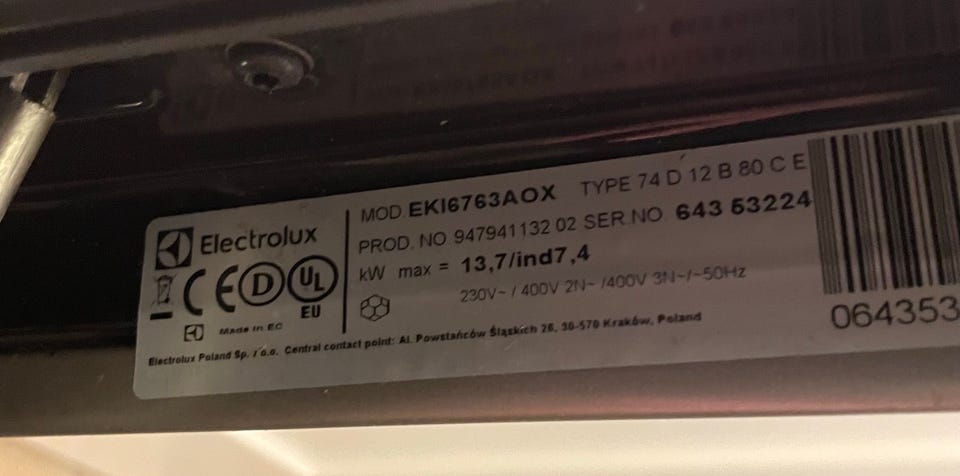 Electrolux
CE D UL
EU
Made in EC
MOD. EKI6763AOX TYPE 74 D 12 B 80 C E
PROD. NO. 947941132 02 SER.NO 643 53224
kW max = 13,7/ind7,4
230V~ / 400V 2N~ /400V 3N~/~50Hz
Electrolux Poland Sp. z o.o. Central contact point: Al. Powstańców Śląskich 26, 30-570 Kraków, Poland
064353